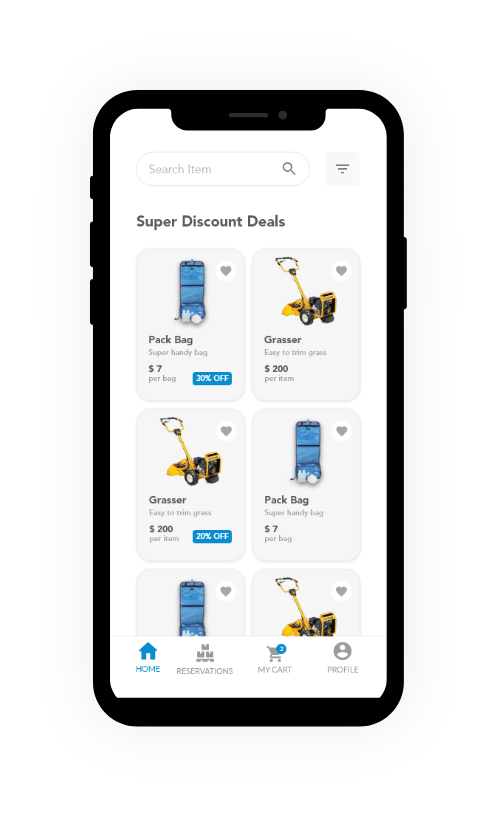 Search Item
Super Discount Deals
Pack Bag
Super handy bag
$ 7
per bag
30% OFF
Grasser
Easy to trim grass
$ 200
per item
Grasser
Easy to trim grass
$ 200
per item
20% OFF
Pack Bag
Super handy bag
$ 7
per bag
HOME
RESERVATIONS
2
MY CART
PROFILE